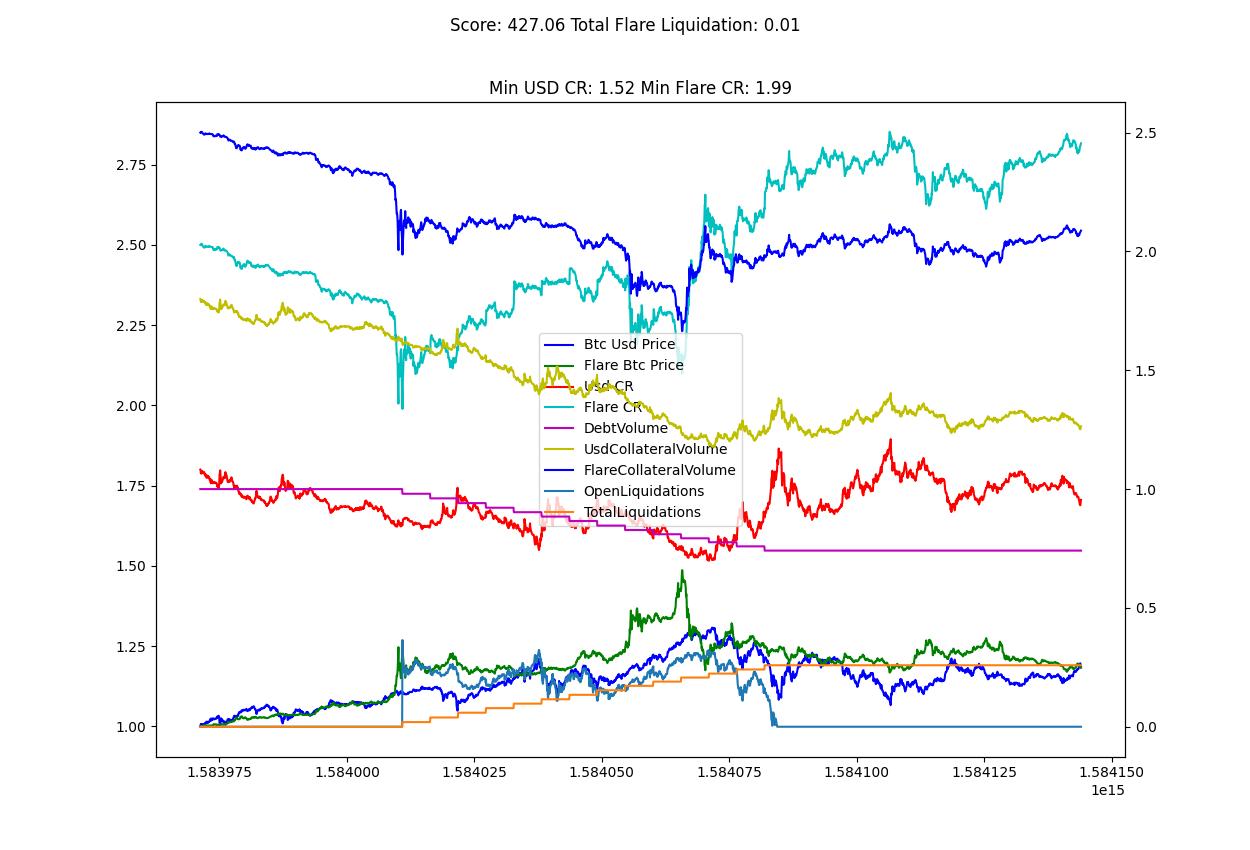 Score: 427.06 Total Flare Liquidation: 0.01
Min USD CR: 1.52 Min Flare CR: 1.99
2.75
2.50
2.25
2.00
1.75
1.50
1.25
1.00
2.5
2.0
1.5
1.0
0.5
0.0
Btc Usd Price
Flare Btc Price
Usd CR
Flare CR
DebtVolume
UsdCollateralVolume
FlareCollateralVolume
OpenLiquidations
TotalLiquidations
1.583975
1.584000
1.584025
1.584050
1.584075
1.584100
1.584125
1.584150
1e15